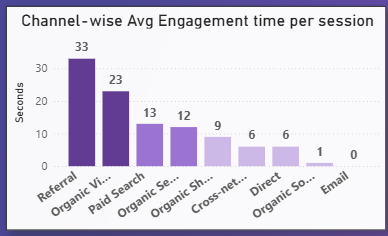 Channel-wise Avg Engagement time per session
Seconds
30
20
10
0
33
23
13
12
9
6
6
1
0
Referral
Organic Vi...
Paid Search
Organic Se...
Organic Sh...
Cross-net...
Direct
Organic So...
Email